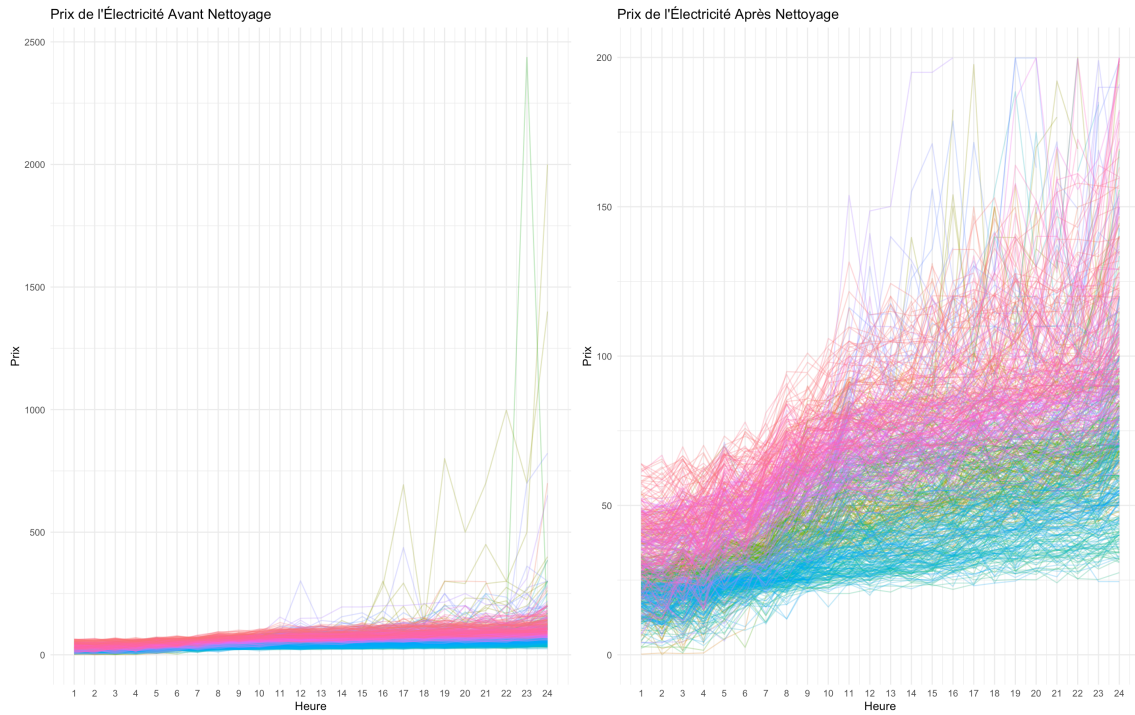 Prix de l'Électricité Avant Nettoyage
2500
2000
1500
1000
500
0
Prix
1 2 3 4 5 6 7 8 9 10 11 12 13 14 15 16 17 18 19 20 21 22 23 24
Heure
Prix de l'Électricité Après Nettoyage
200
150
100
50
0
Prix
1 2 3 4 5 6 7 8 9 10 11 12 13 14 15 16 17 18 19 20 21 22 23 24
Heure